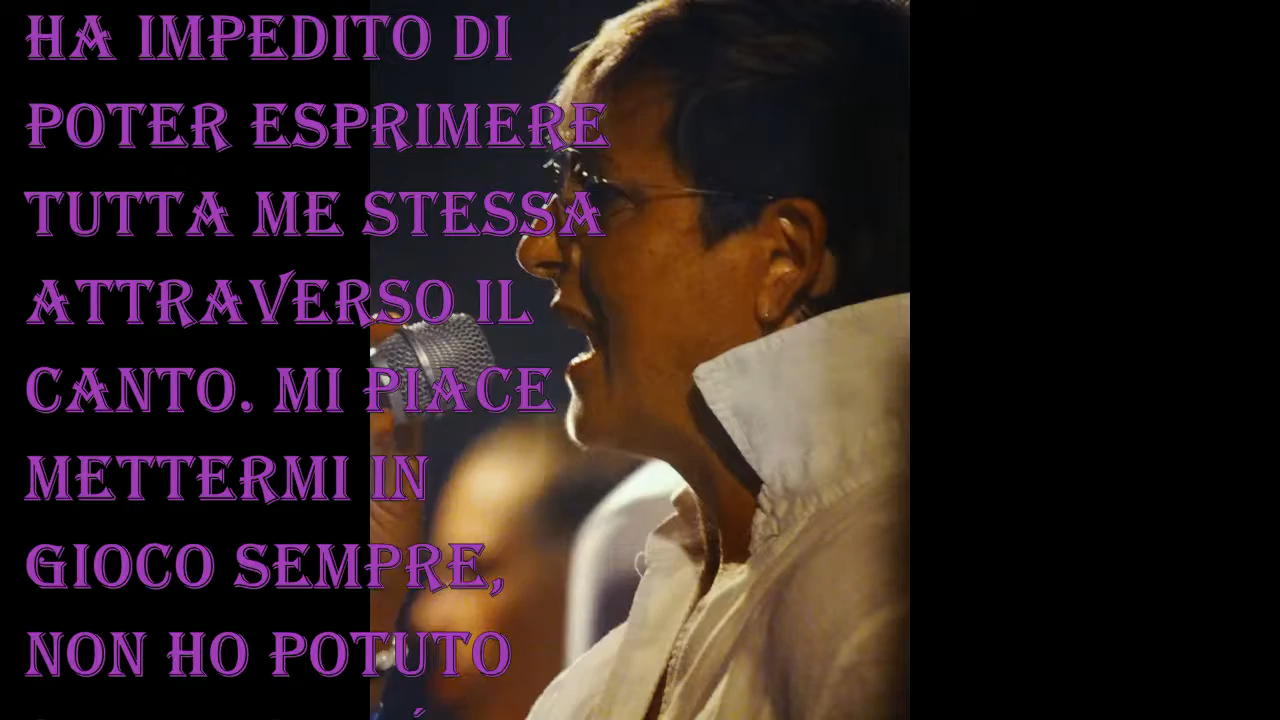 HA IMPEDITO DI
POTER ESPRIMERE
TUTTA ME STESSA
ATTRAVERSO IL
CANTO. MI PIACE
METTERMI IN
GIOCO SEMPRE,
NON HO POTUTO